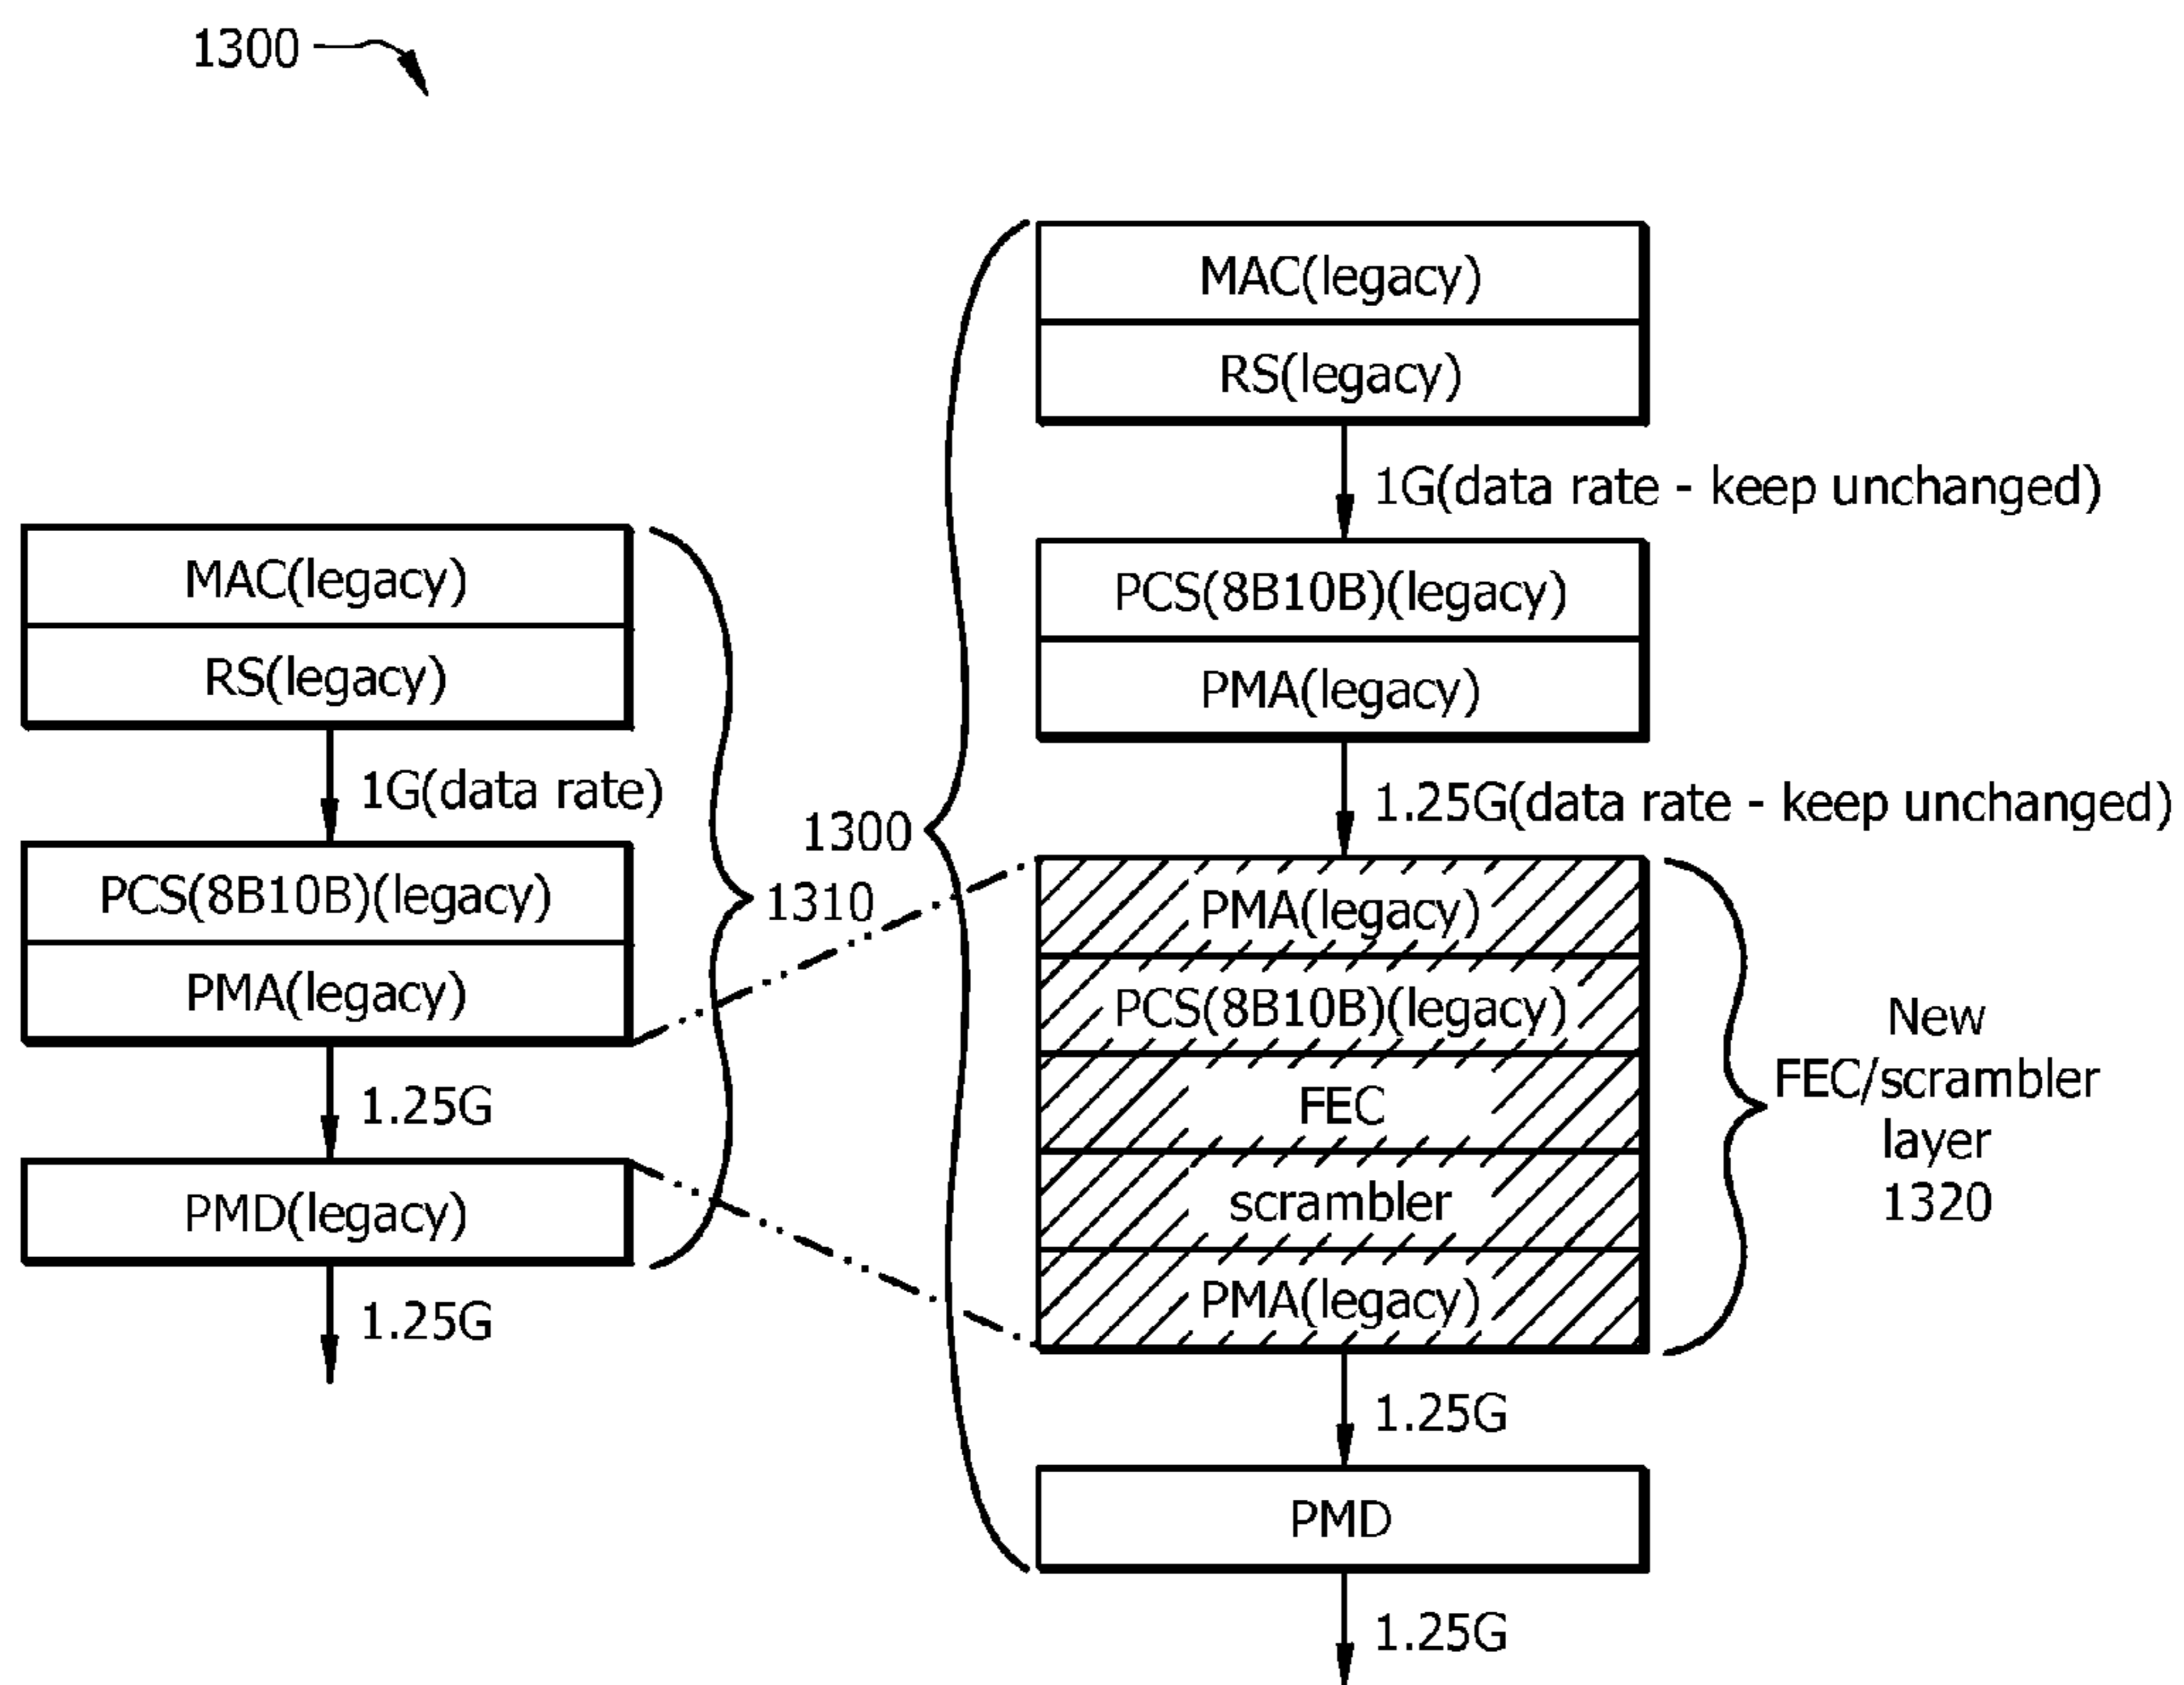 1300
MAC(legacy)
RS(legacy)
1G(data rate)
PCS(8B10B)(legacy)
PMA(legacy)
1.25G
PMD(legacy)
1.25G
1310
1300
MAC(legacy)
RS(legacy)
1G(data rate - keep unchanged)
PCS(8B10B)(legacy)
PMA(legacy)
1.25G(data rate - keep unchanged)
PMA(legacy)
PCS(8B10B)(legacy)
FEC
scrambler
PMA(legacy)
New
FEC/scrambler
layer
1320
1.25G
PMD
1.25G